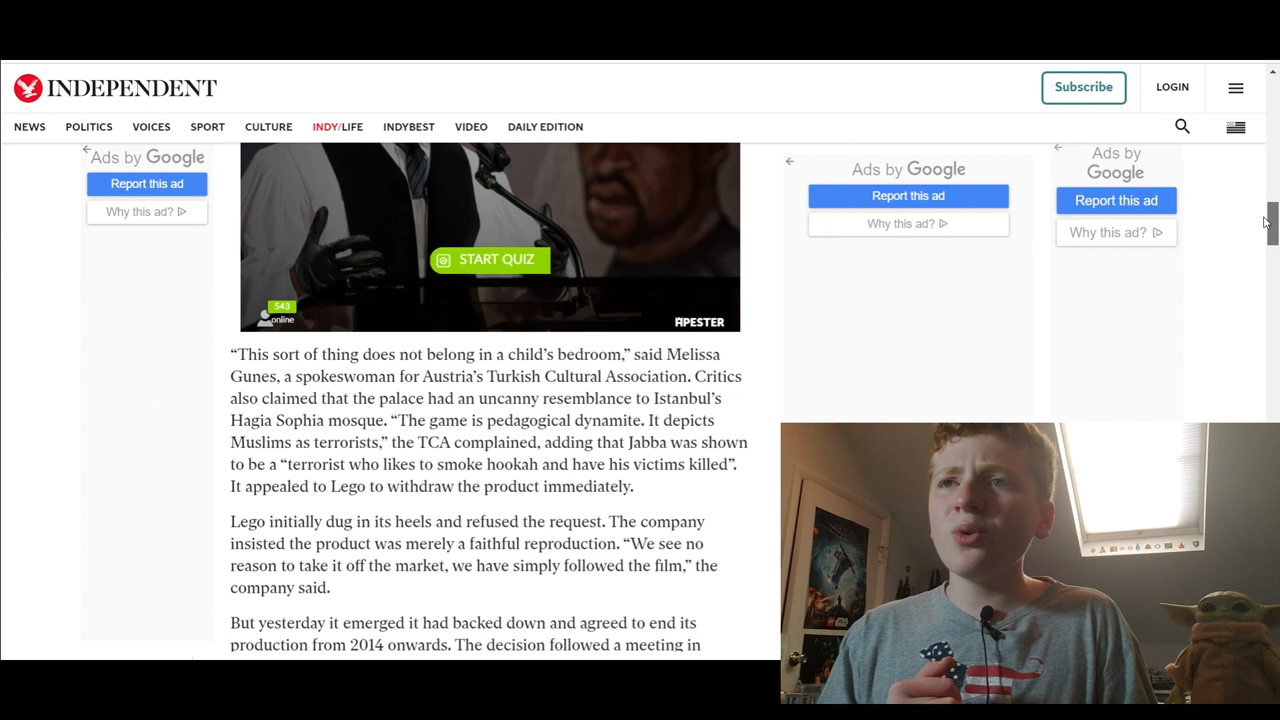 INDEPENDENT
Subscribe
LOGIN
NEWS
POLITICS
VOICES
SPORT
CULTURE
INDY/LIFE
INDYBEST
VIDEO
DAILY EDITION
Ads by Google
Report this ad
Why this ad?
START QUIZ
543
online
APESTER
Ads by Google
Report this ad
Why this ad?
Ads by
Google
Report this ad
Why this ad?
“This sort of thing does not belong in a child’s bedroom,” said Melissa
Gunes, a spokeswoman for Austria’s Turkish Cultural Association. Critics
also claimed that the palace had an uncanny resemblance to Istanbul’s
Hagia Sophia mosque. “The game is pedagogical dynamite. It depicts
Muslims as terrorists,” the TCA complained, adding that Jabba was shown
to be a “terrorist who likes to smoke hookah and have his victims killed”.
It appealed to Lego to withdraw the product immediately.
Lego initially dug in its heels and refused the request. The company
insisted the product was merely a faithful reproduction. “We see no
reason to take it off the market, we have simply followed the film,” the
company said.
But yesterday it emerged it had backed down and agreed to end its
production from 2014 onwards. The decision followed a meeting in